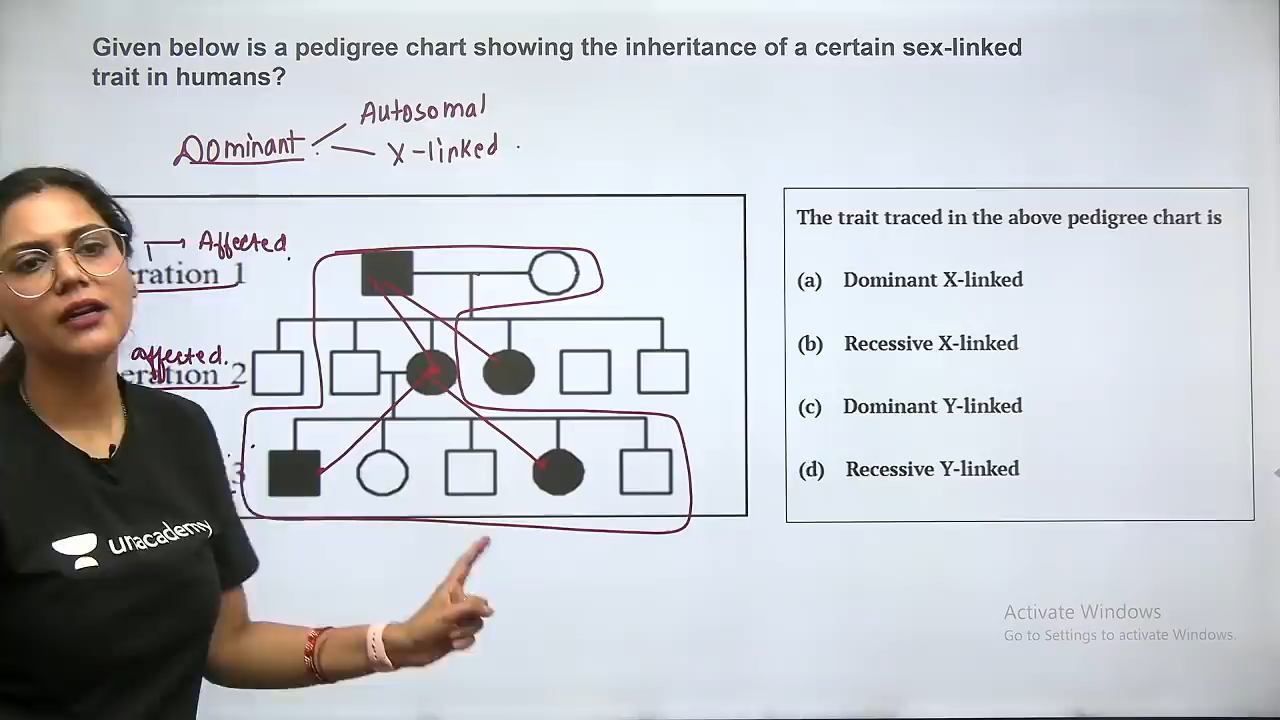 Given below is a pedigree chart showing the inheritance of a certain sex-linked
trait in humans?
Autosomal
Dominant
X-linked
Affected.
eration 1
affected.
eration 2
3
The trait traced in the above pedigree chart is
(a) Dominant X-linked
(b) Recessive X-linked
(c) Dominant Y-linked
(d) Recessive Y-linked
unacademy
Activate Windows
Go to Settings to activate Windows.